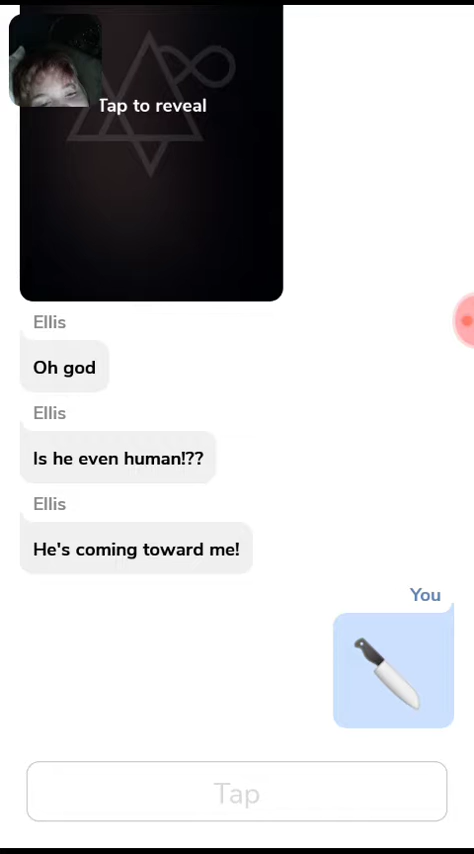 Tap to reveal
Ellis
Oh god
Ellis
Is he even human!??
Ellis
He's coming toward me!
You
Tap